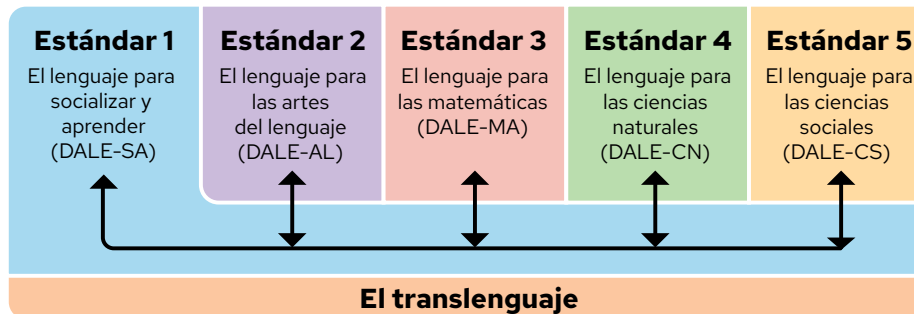 Estándar 1
El lenguaje para
socializar y
aprender
(DALE-SA)
Estándar 2
El lenguaje para
las artes
del lenguaje
(DALE-AL)
Estándar 3
El lenguaje para
las matemáticas
(DALE-MA)
Estándar 4
El lenguaje para
las ciencias
naturales
(DALE-CN)
Estándar 5
El lenguaje para
las ciencias
sociales
(DALE-CS)
El translenguaje